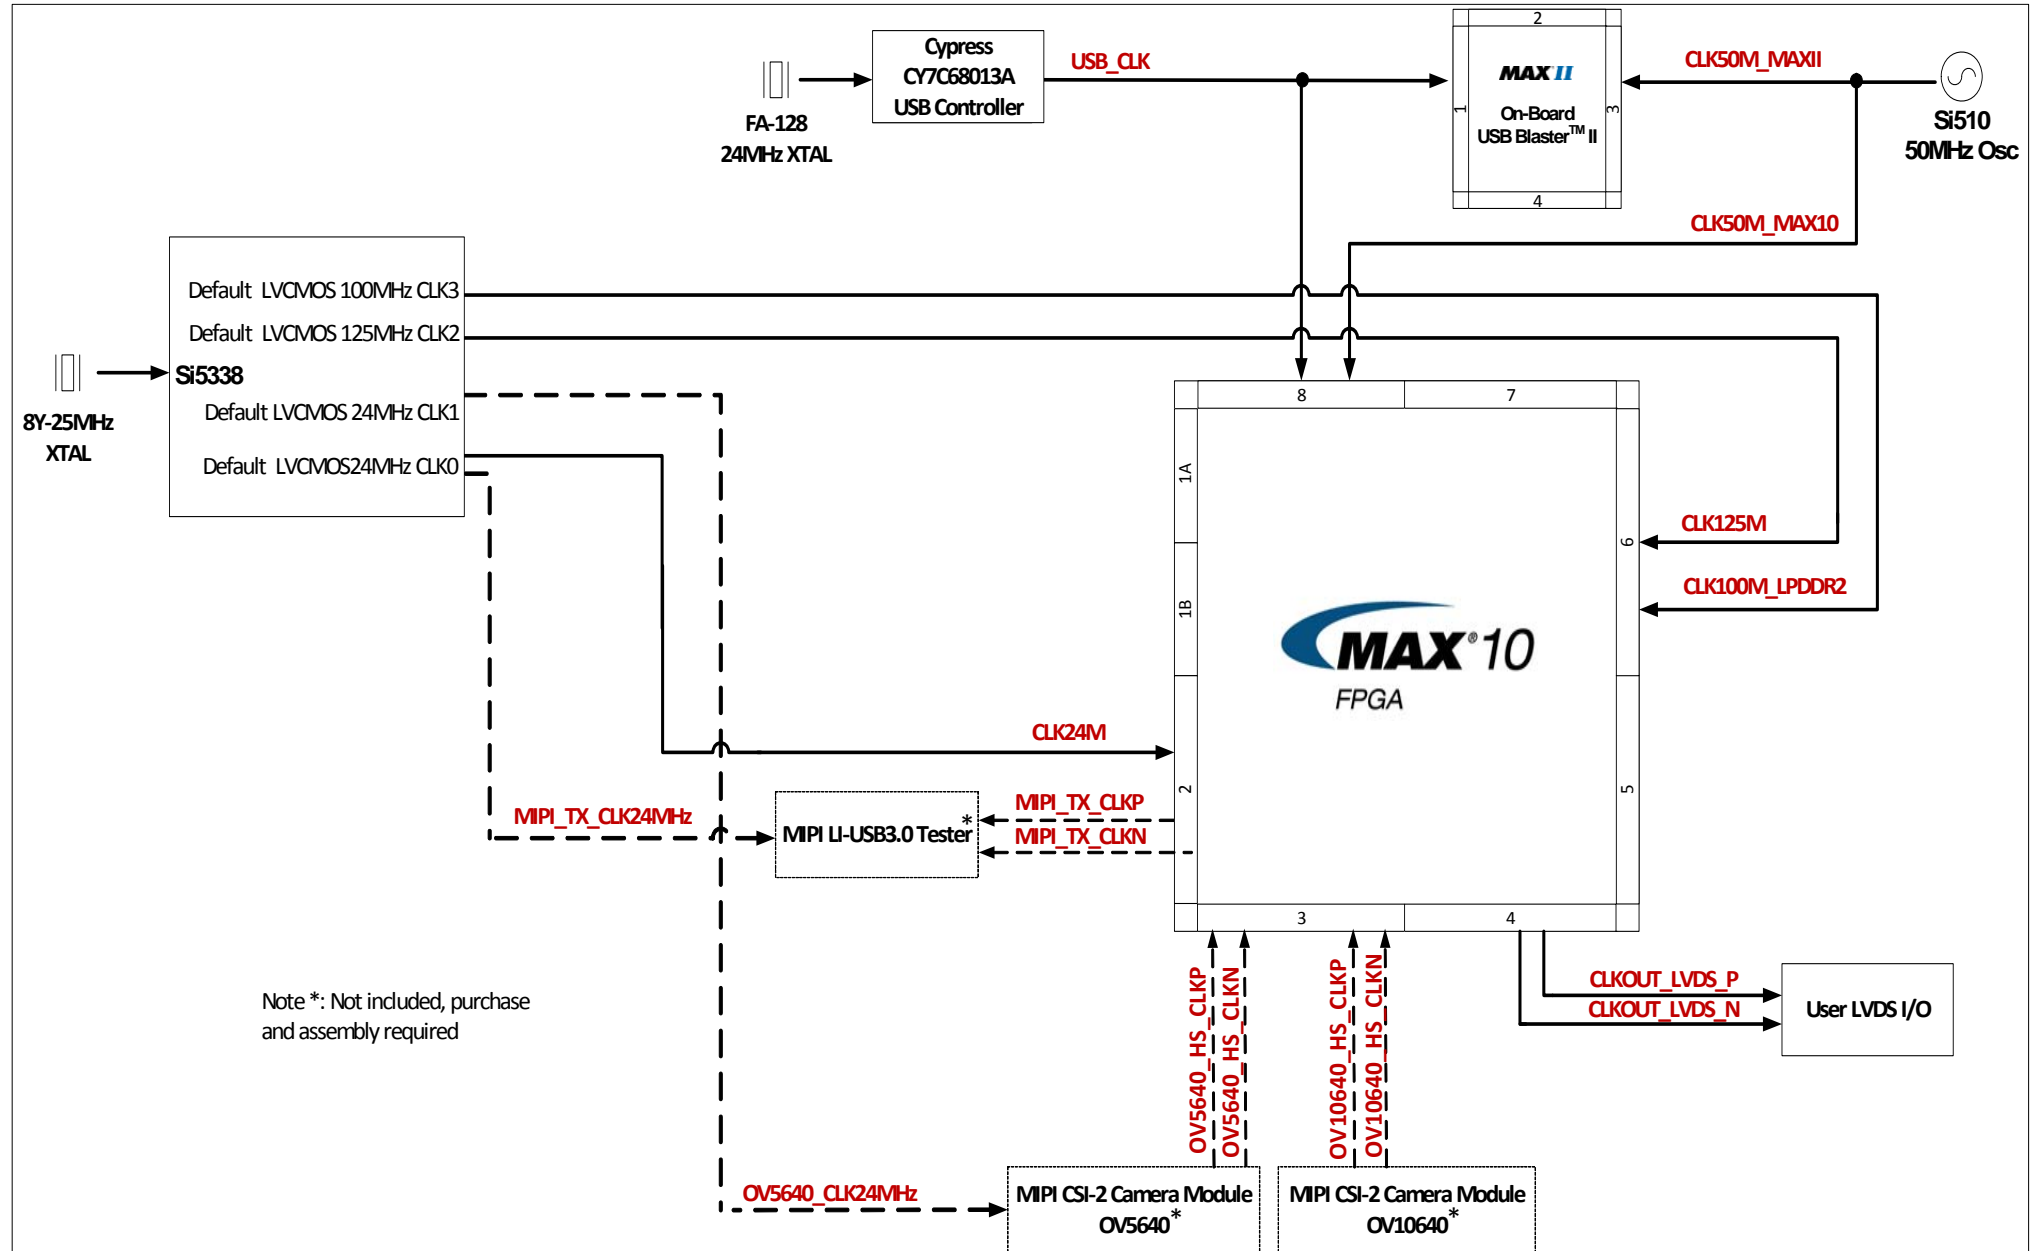 Cypress
CY7C68013A
USB Controller
USB_CLK
FA-128
24MHz XTAL
2
1
MAX II
On-Board
USB Blaster™ II
3
4
CLK50M_MAXII
Si510
50MHz Osc
CLK50M_MAX10
Default LVCMOS 100MHz CLK3
Default LVCMOS 125MHz CLK2
Si5338
Default LVCMOS 24MHz CLK1
Default LVCMOS24MHz CLK0
8Y-25MHz
XTAL
8
7
1A
1B
2
6
5
3
4
MAX® 10
FPGA
CLK125M
CLK100M_LPDDR2
CLK24M
MIPI_TX_CLK24MHz
MIPI LI-USB3.0 Tester*
MIPI_TX_CLKP
MIPI_TX_CLKN
Note *: Not included, purchase
and assembly required
OV5640_HS_CLKP
OV5640_HS_CLKN
OV10640_HS_CLKP
OV10640_HS_CLKN
CLKOUT_LVDS_P
CLKOUT_LVDS_N
User LVDS I/O
OV5640_CLK24MHz
MIPI CSI-2 Camera Module
OV5640*
MIPI CSI-2 Camera Module
OV10640*